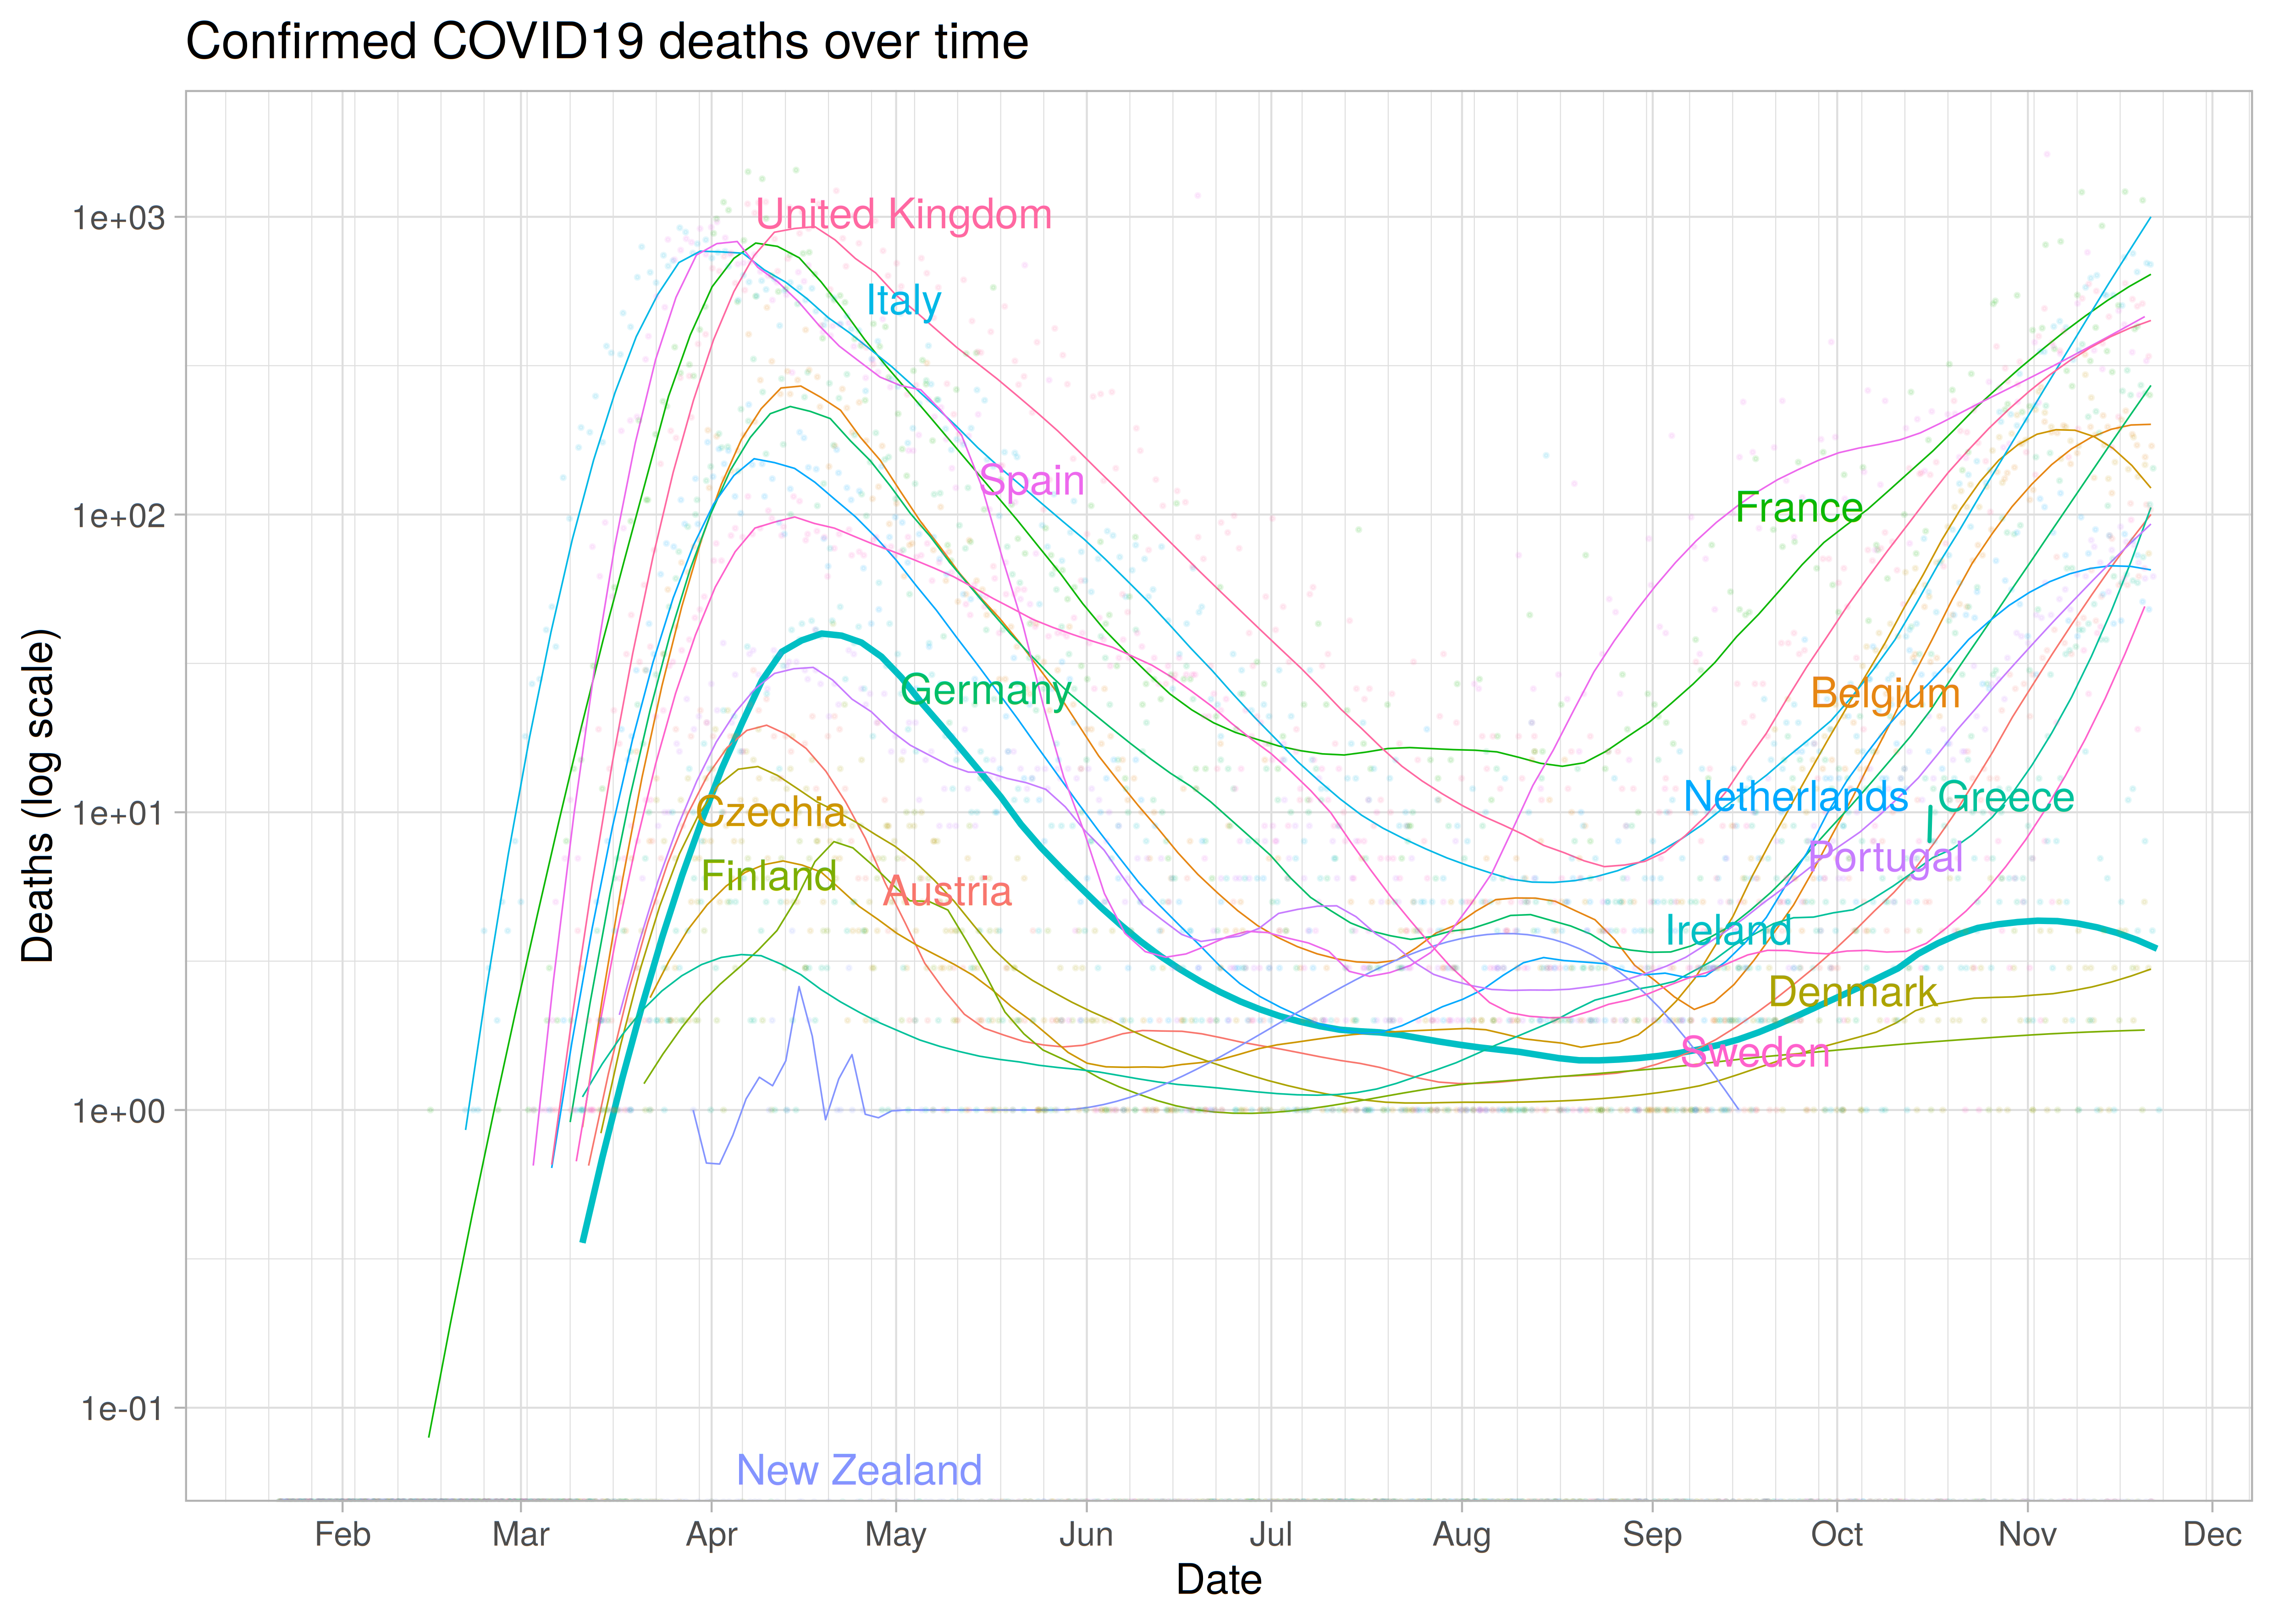 Confirmed COVID19 deaths over time
Deaths (log scale)
1e+03
1e+02
1e+01
1e+00
1e-01
United Kingdom
Italy
Spain
France
Germany
Belgium
Czechia
Netherlands
Greece
Finland
Austria
Portugal
Ireland
Denmark
Sweden
New Zealand
Feb Mar Apr May Jun Jul Aug Sep Oct Nov Dec
Date